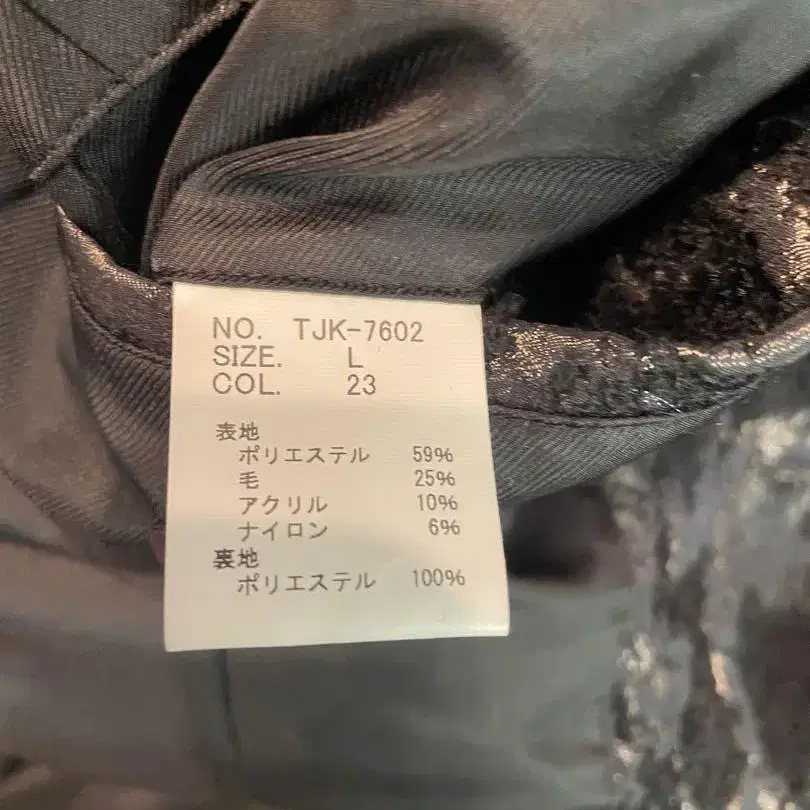 NO. TJK-7602
SIZE. L
COL. 23
表地
ポリエステル 59%
毛 25%
アクリル 10%
ナイロン 6%
裏地
ポリエステル 100%